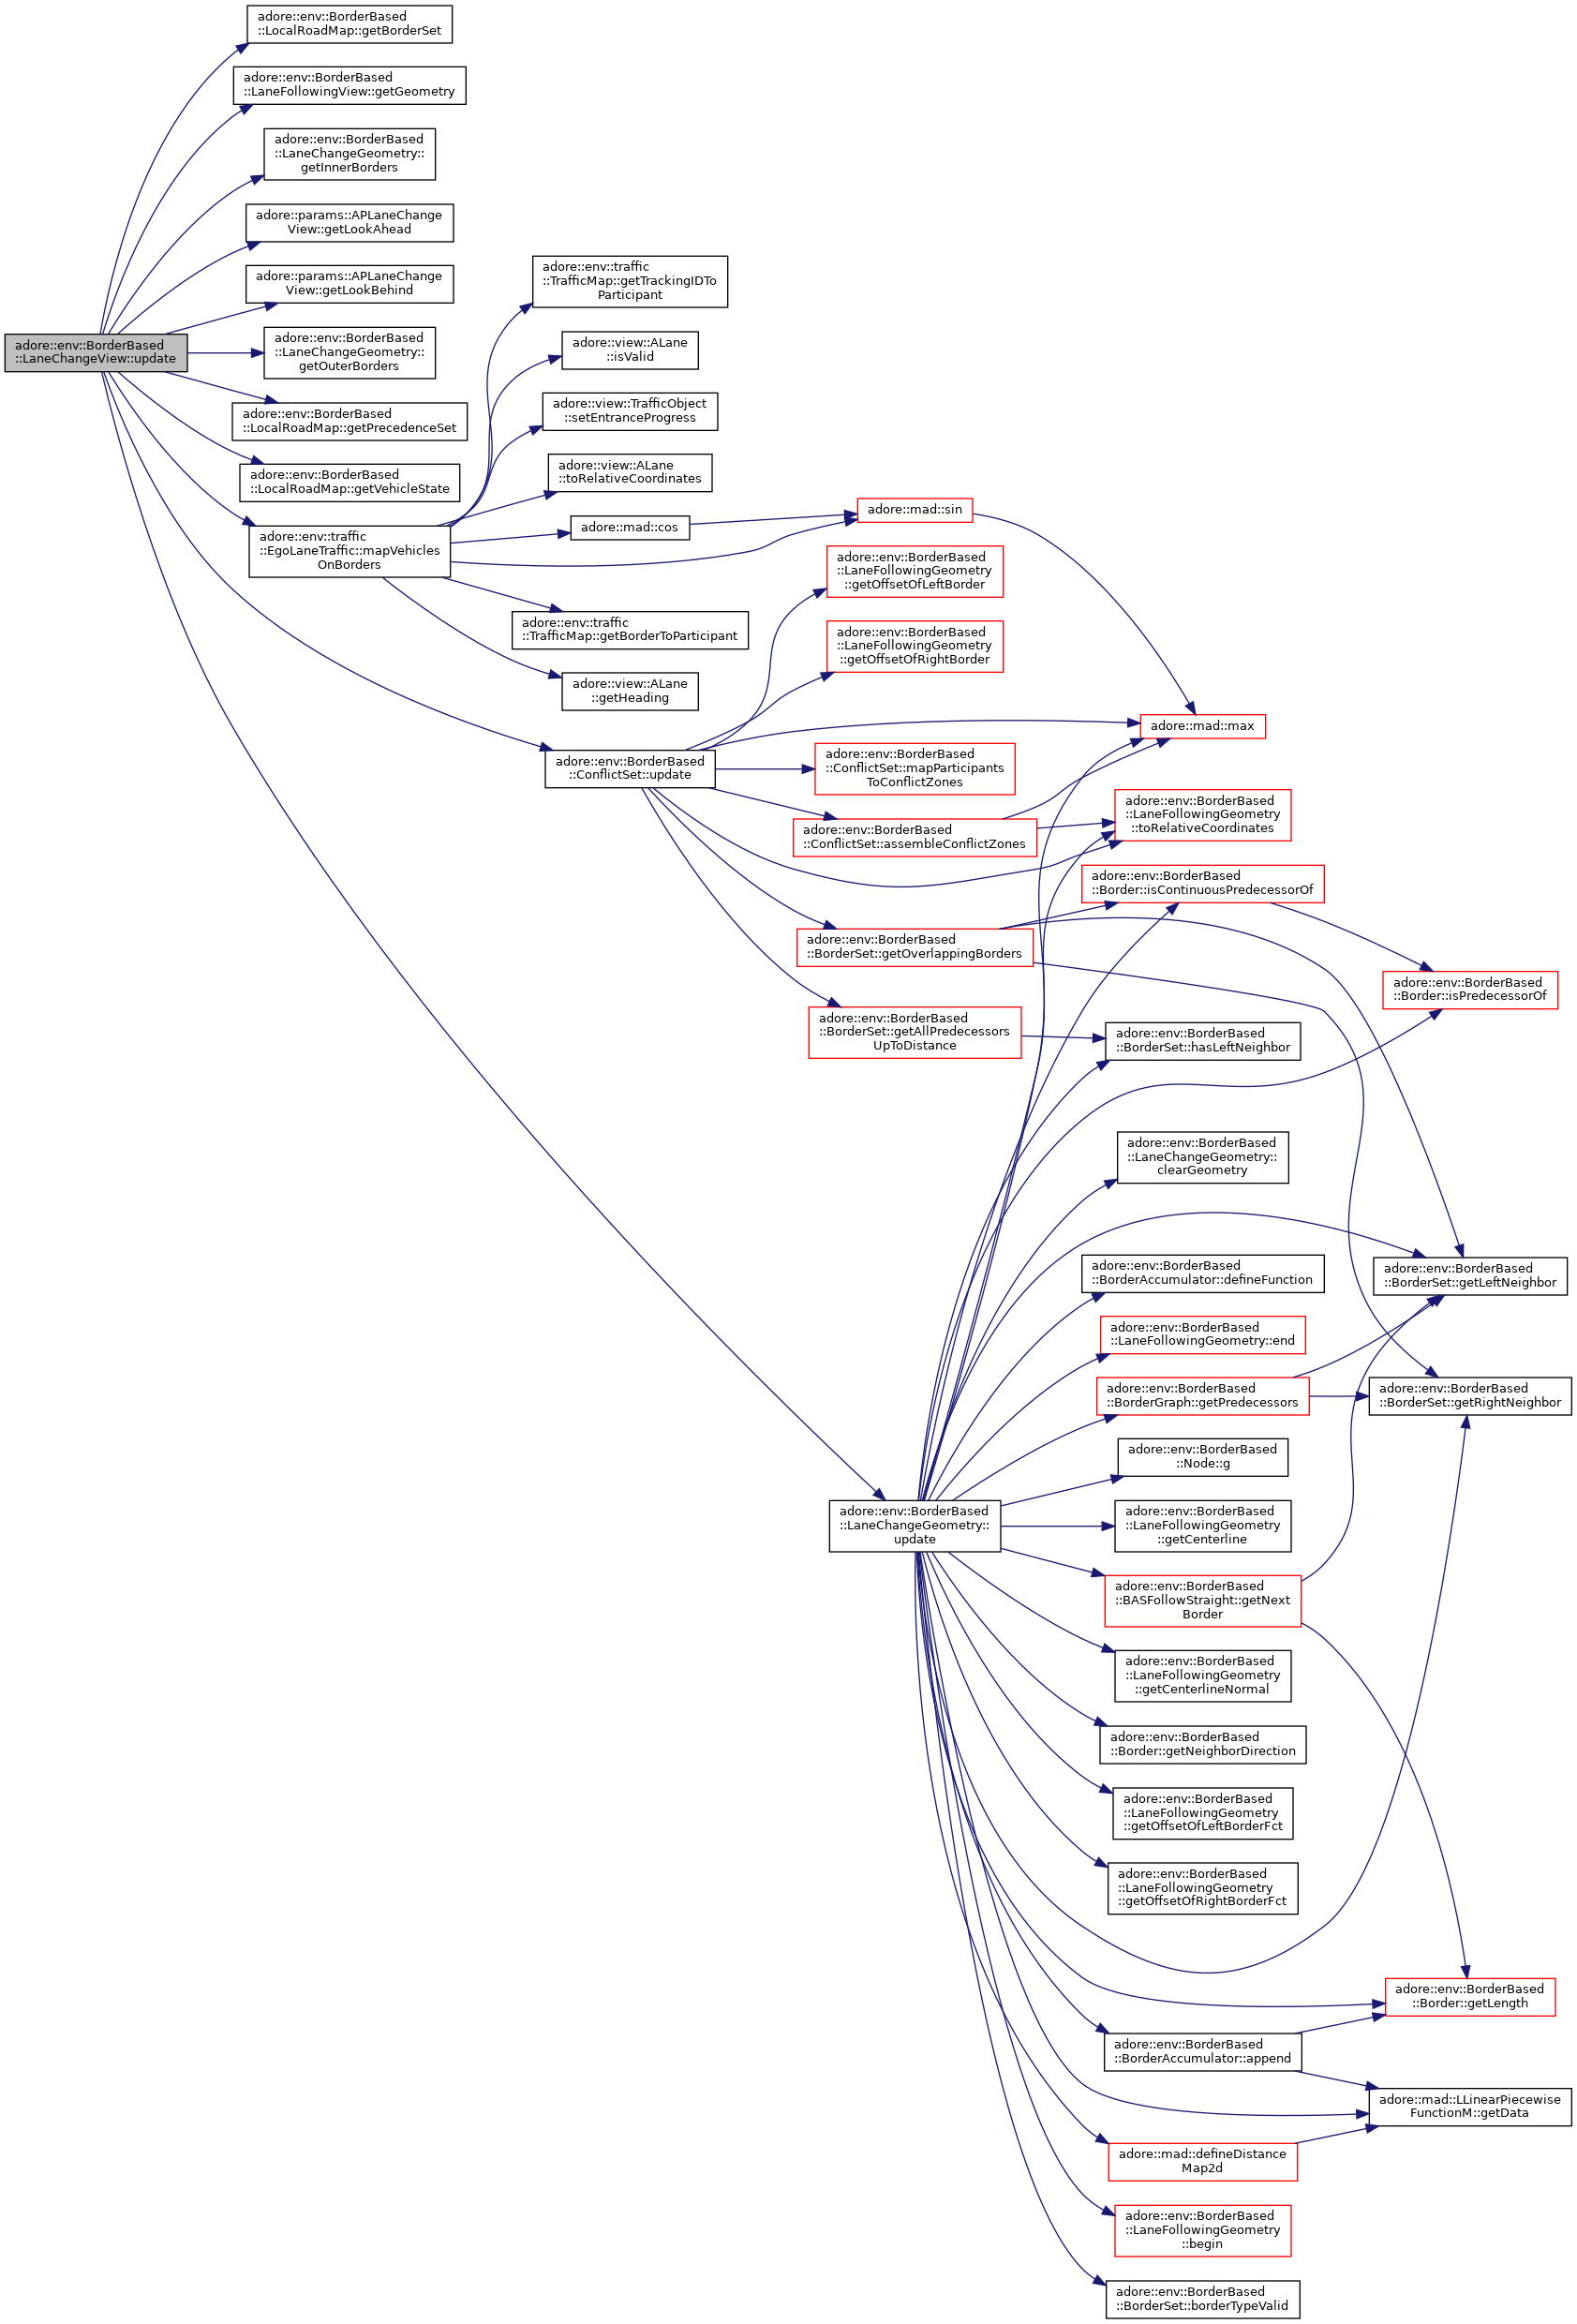 adore::env::BorderBased
::LocalRoadMap::getBorderSet
adore::env::BorderBased
::LaneFollowingView::getGeometry
adore::env::BorderBased
::LaneChangeGeometry::
getInnerBorders
adore::params::APLaneChange
View::getLookAhead
adore::params::APLaneChange
View::getLookBehind
adore::env::BorderBased
::LaneChangeView::update
adore::env::BorderBased
::LaneChangeGeometry::
getOuterBorders
adore::env::BorderBased
::LocalRoadMap::getPrecedenceSet
adore::env::BorderBased
::LocalRoadMap::getVehicleState
adore::env::traffic
::EgoLaneTraffic::mapVehicles
OnBorders
adore::env::traffic
::TrafficMap::getTrackingIDTo
Participant
adore::view::ALane
::isValid
adore::view::TrafficObject
::setEntranceProgress
adore::view::ALane
::toRelativeCoordinates
adore::mad::cos
adore::env::traffic
::TrafficMap::getBorderToParticipant
adore::view::ALane
::getHeading
adore::env::BorderBased
::ConflictSet::update
adore::mad::sin
adore::env::BorderBased
::LaneFollowingGeometry
::getOffsetOfLeftBorder
adore::env::BorderBased
::LaneFollowingGeometry
::getOffsetOfRightBorder
adore::mad::max
adore::env::BorderBased
::ConflictSet::mapParticipants
ToConflictZones
adore::env::BorderBased
::ConflictSet::assembleConflictZones
adore::env::BorderBased
::LaneFollowingGeometry
::toRelativeCoordinates
adore::env::BorderBased
::Border::isContinuousPredecessorOf
adore::env::BorderBased
::BorderSet::getOverlappingBorders
adore::env::BorderBased
::Border::isPredecessorOf
adore::env::BorderBased
::BorderSet::getAllPredecessors
UpToDistance
adore::env::BorderBased
::BorderSet::hasLeftNeighbor
adore::env::BorderBased
::LaneChangeGeometry::
clearGeometry
adore::env::BorderBased
::BorderAccumulator::defineFunction
adore::env::BorderBased
::BorderSet::getLeftNeighbor
adore::env::BorderBased
::LaneFollowingGeometry::end
adore::env::BorderBased
::BorderGraph::getPredecessors
adore::env::BorderBased
::BorderSet::getRightNeighbor
adore::env::BorderBased
::Node::g
adore::env::BorderBased
::LaneChangeGeometry::
update
adore::env::BorderBased
::LaneFollowingGeometry
::getCenterline
adore::env::BorderBased
::BASFollowStraight::getNext
Border
adore::env::BorderBased
::LaneFollowingGeometry
::getCenterlineNormal
adore::env::BorderBased
::Border::getNeighborDirection
adore::env::BorderBased
::LaneFollowingGeometry
::getOffsetOfLeftBorderFct
adore::env::BorderBased
::LaneFollowingGeometry
::getOffsetOfRightBorderFct
adore::env::BorderBased
::Border::getLength
adore::env::BorderBased
::BorderAccumulator::append
adore::mad::LLinearPiecewise
FunctionM::getData
adore::mad::defineDistance
Map2d
adore::env::BorderBased
::LaneFollowingGeometry
::begin
adore::env::BorderBased
::BorderSet::borderTypeValid